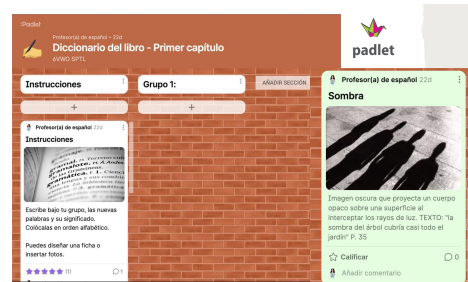 Padlet
Profesor(a) de español • 22d
Diccionario del libro - Primer capítulo
6VWO SPTL
padlet
Instrucciones
Grupo 1:
AÑADIR SECCIÓN
Profesor(a) de español 22d
Instrucciones
gramática
Escribe bajo tu grupo, las nuevas
palabras y su significado.
Colócalas en orden alfabético.
Puedes diseñar una ficha o
insertar fotos.
(1)
1
Profesor(a) de español 22d
Sombra
Imagen oscura que proyecta un cuerpo
opaco sobre una superficie al
interceptar los rayos de luz. TEXTO: "la
sombra del árbol cubría casi todo el
jardín" P. 35
Calificar
0
Añadir comentario